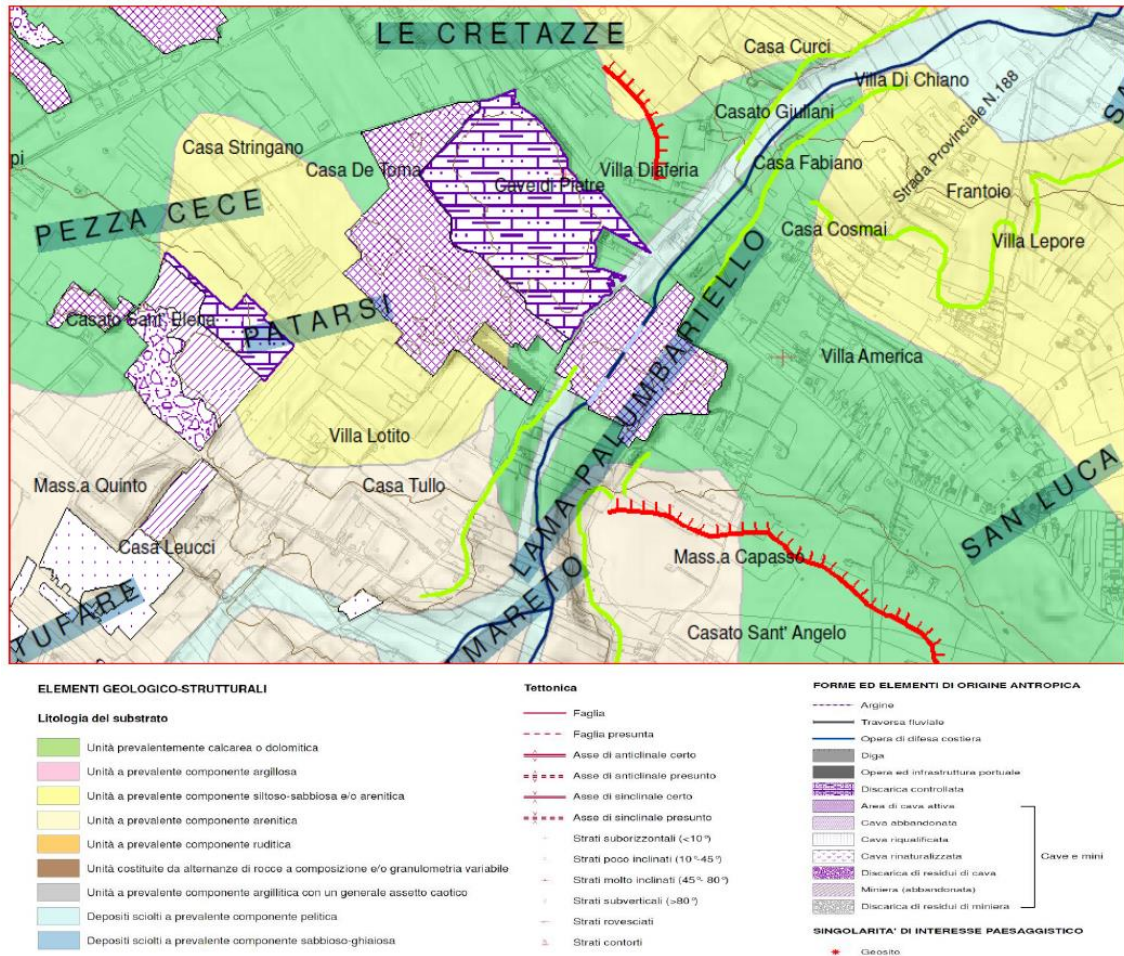 LE CRETAZZE
Casa Curci
Villa Di Chiano
Casato Giuliani
Strada Provinciale N.188
SA
Casa Stringano
Casa De Toma
Cave di Pietre
Villa Diaferia
Casa Fabiano
Frantoio
pi
PEZZA CECE
Casa Cosmai
Villa Lepore
Casato Sant' Elena
PATARSI
LAMA PALUMBARIELLO
Villa America
Villa Lotito
Mass.a Quinto
Casa Tullo
SAN LUCA
Casa Leucci
Mass.a Capasso
TUFARE
MARETO
Casato Sant' Angelo
ELEMENTI GEOLOGICO-STRUTTURALI
Litologia del substrato
Unità prevalentemente calcarea o dolomitica
Unità a prevalente componente argillosa
Unità a prevalente componente siltoso-sabbiosa e/o arenitica
Unità a prevalente componente arenitica
Unità a prevalente componente ruditica
Unità costituite da alternanze di rocce a composizione e/o granulometria variabile
Unità a prevalente componente argillitica con un generale assetto caotico
Depositi sciolti a prevalente componente pelitica
Depositi sciolti a prevalente componente sabbioso-ghiaiosa
Tettonica
Faglia
Faglia presunta
Asse di anticlinale certo
Asse di anticlinale presunto
Asse di sinclinale certo
Asse di sinclinale presunto
Strati suborizzontali (<10°)
Strati poco inclinati (10°-45°)
Strati molto inclinati (45°- 80°)
Strati subverticali (>80°)
Strati rovesciati
Strati contorti
FORME ED ELEMENTI DI ORIGINE ANTROPICA
Argine
Traversa fluviale
Opera di difesa costiera
Diga
Opera ed infrastruttura portuale
Discarica controllata
Area di cava attiva
Cava abbandonata
Cava riqualificata
Cava rinaturalizzata
Discarica di residui di cava
Miniera (abbandonata)
Discarica di residui di miniera
Cave e mini
SINGOLARITA' DI INTERESSE PAESAGGISTICO
Geosito